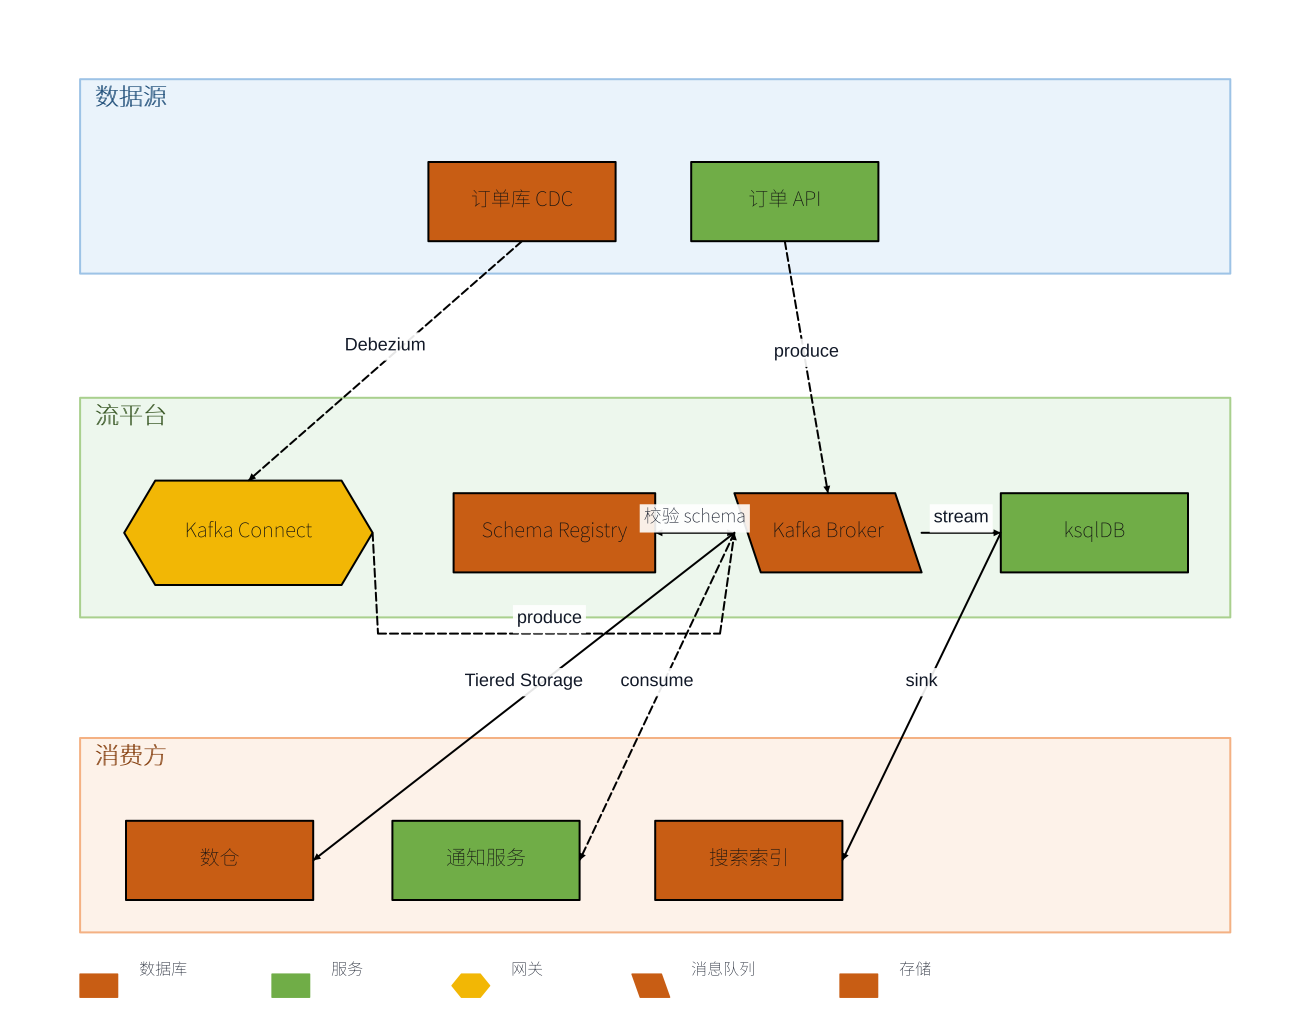 数据源
订单库 CDC
订单 API
Debezium
produce
流平台
Kafka Connect
Schema Registry
校验 schema
Kafka Broker
stream
ksqlDB
produce
Tiered Storage
consume
sink
消费方
数仓
通知服务
搜索索引
数据库
服务
网关
消息队列
存储